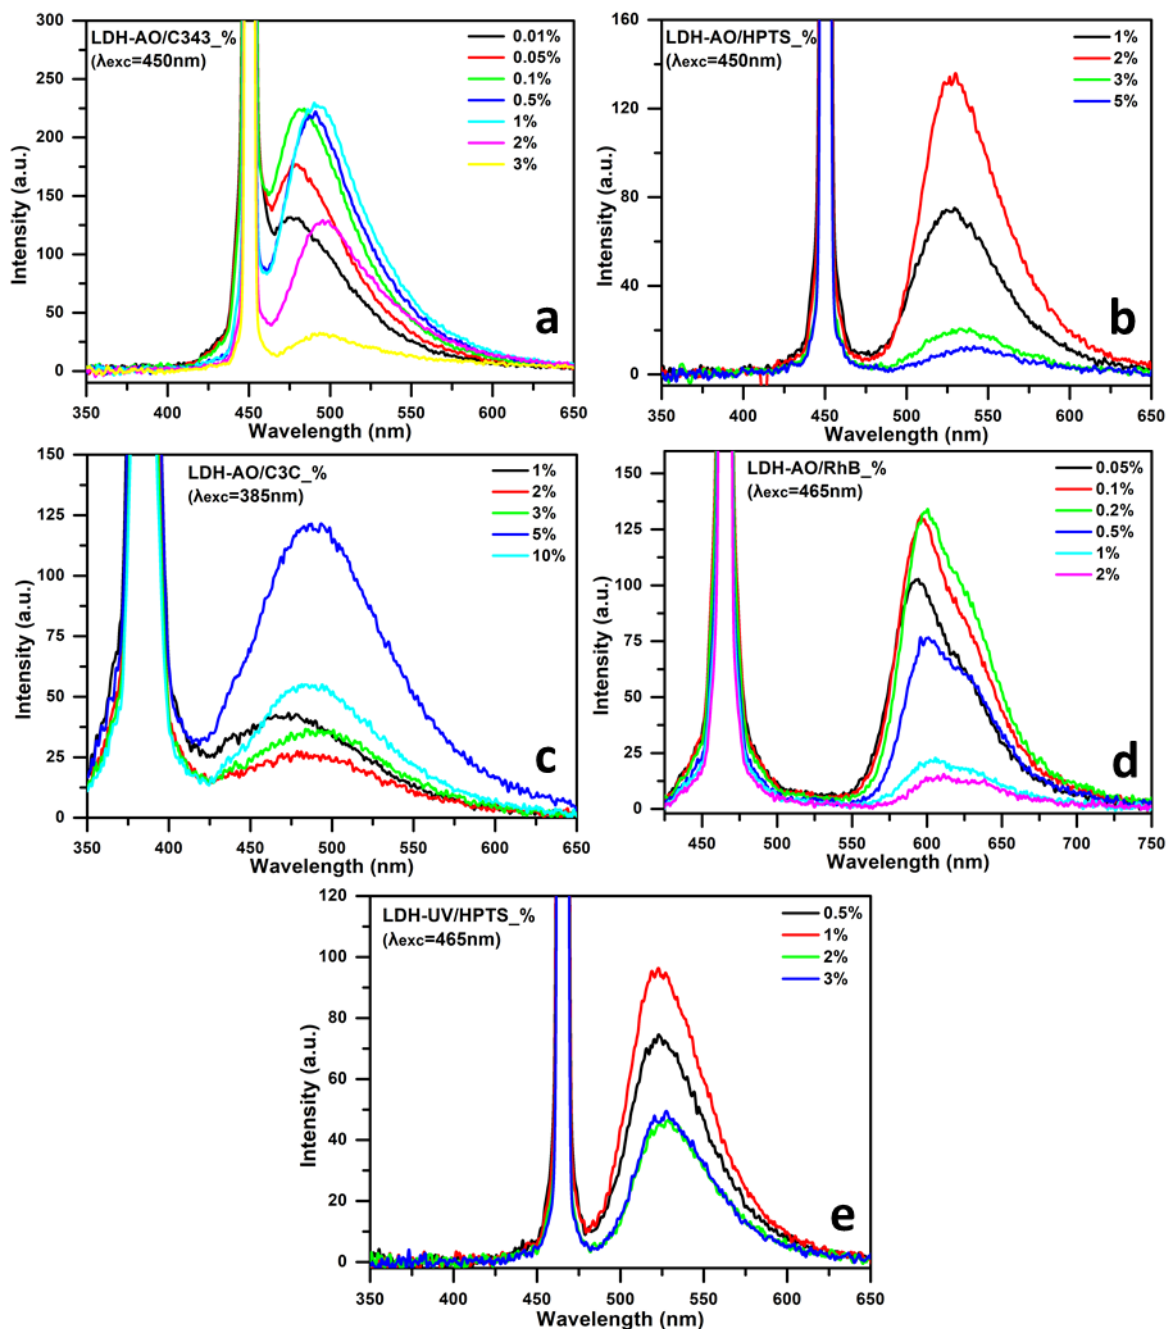 LDH-AO/C343_%
(λexc=450nm)
0.01%
0.05%
0.1%
0.5%
1%
2%
3%
300
250
200
150
100
50
0
Intensity (a.u.)
a
350 400 450 500 550 600 650
Wavelength (nm)
LDH-AO/HPTS_%
(λexc=450nm)
1%
2%
3%
5%
160
120
80
40
0
Intensity (a.u.)
b
350 400 450 500 550 600 650
Wavelength (nm)
LDH-AO/C3C_%
(λexc=385nm)
1%
2%
3%
5%
10%
150
125
100
75
50
25
0
Intensity (a.u.)
c
350 400 450 500 550 600 650
Wavelength (nm)
LDH-AO/RhB_%
(λexc=465nm)
0.05%
0.1%
0.2%
0.5%
1%
2%
150
125
100
75
50
25
0
Intensity (a.u.)
d
450 500 550 600 650 700 750
Wavelength (nm)
LDH-UV/HPTS_%
(λexc=465nm)
0.5%
1%
2%
3%
120
100
80
60
40
20
0
Intensity (a.u.)
e
350 400 450 500 550 600 650
Wavelength (nm)